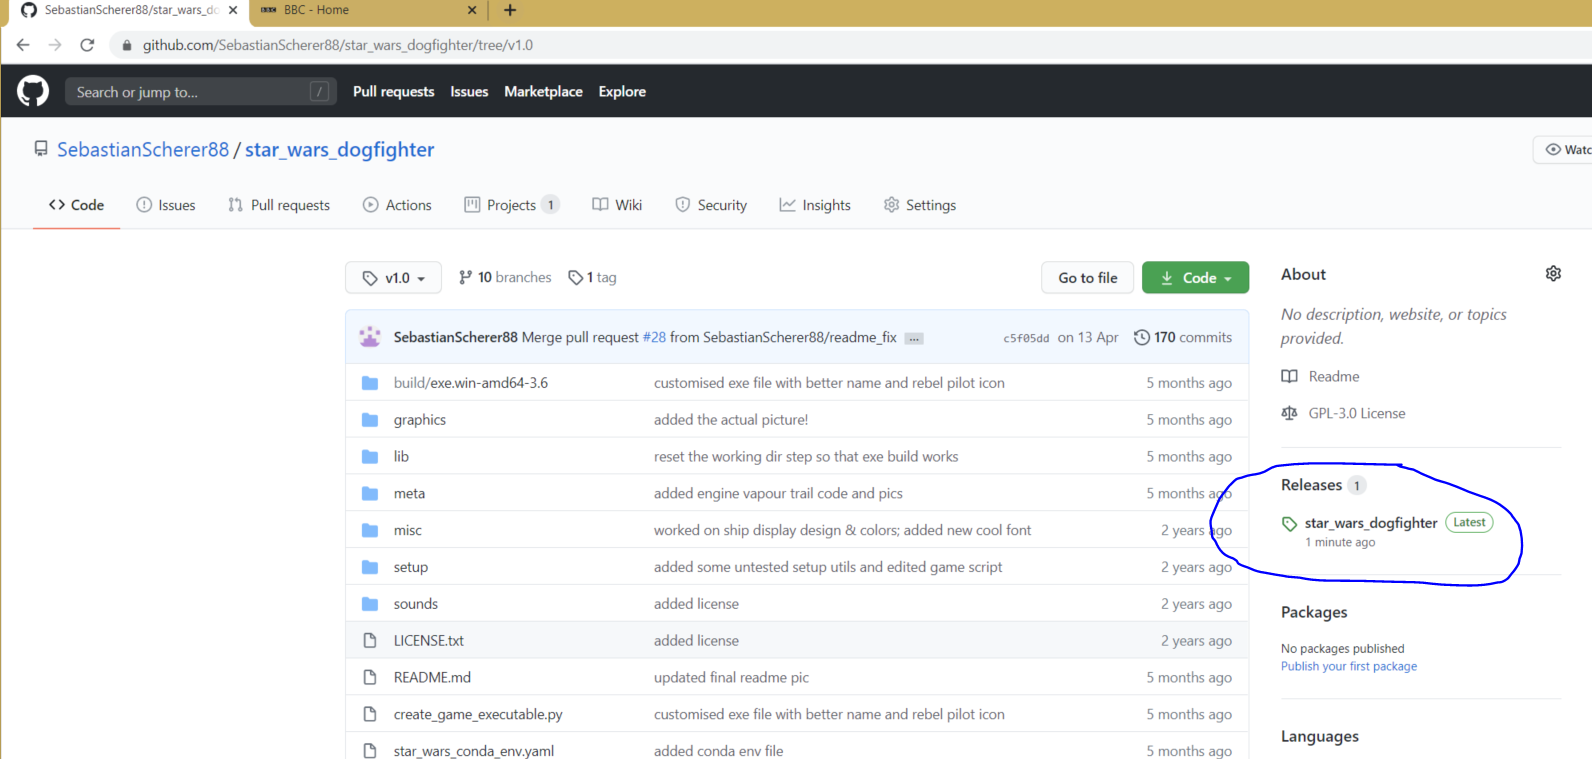 SebastianScherer88/star_wars_do
BBC - Home
github.com/SebastianScherer88/star_wars_dogfighter/tree/v1.0
Search or jump to... /
Pull requests Issues Marketplace Explore
SebastianScherer88 / star_wars_dogfighter
Watc
Code Issues Pull requests Actions Projects 1 Wiki Security Insights Settings
v1.0 10 branches 1 tag Go to file Code
SebastianScherer88 Merge pull request #28 from SebastianScherer88/readme_fix ... c5f05dd on 13 Apr 170 commits
build/exe.win-amd64-3.6 customised exe file with better name and rebel pilot icon 5 months ago
graphics added the actual picture! 5 months ago
lib reset the working dir step so that exe build works 5 months ago
meta added engine vapour trail code and pics 5 months ago
misc worked on ship display design & colors; added new cool font 2 years ago
setup added some untested setup utils and edited game script 2 years ago
sounds added license 2 years ago
LICENSE.txt added license 2 years ago
README.md updated final readme pic 5 months ago
create_game_executable.py customised exe file with better name and rebel pilot icon 5 months ago
star_wars_conda_env.yaml added conda env file 5 months ago
About
No description, website, or topics
provided.
Readme
GPL-3.0 License
Releases 1
star_wars_dogfighter Latest
1 minute ago
Packages
No packages published
Publish your first package
Languages